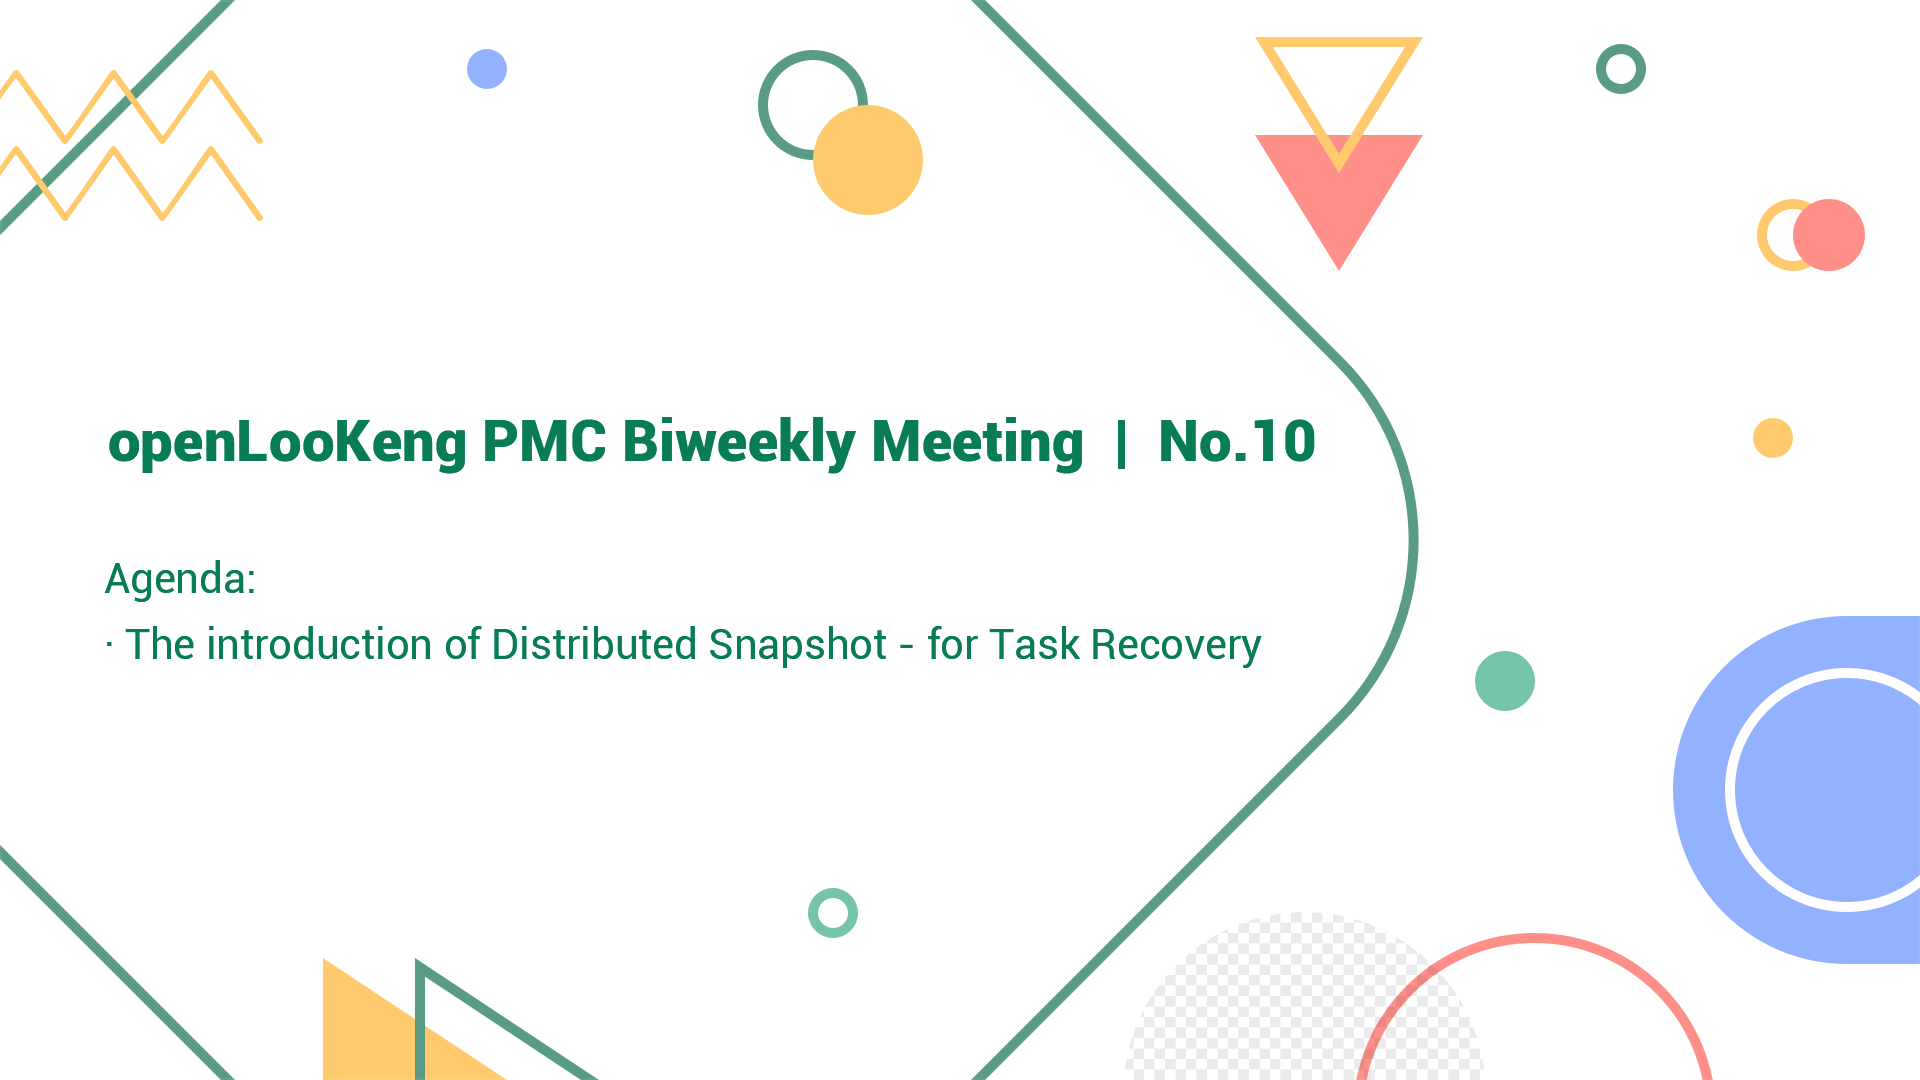 openLooKeng PMC Biweekly Meeting | No.10
Agenda:
· The introduction of Distributed Snapshot - for Task Recovery